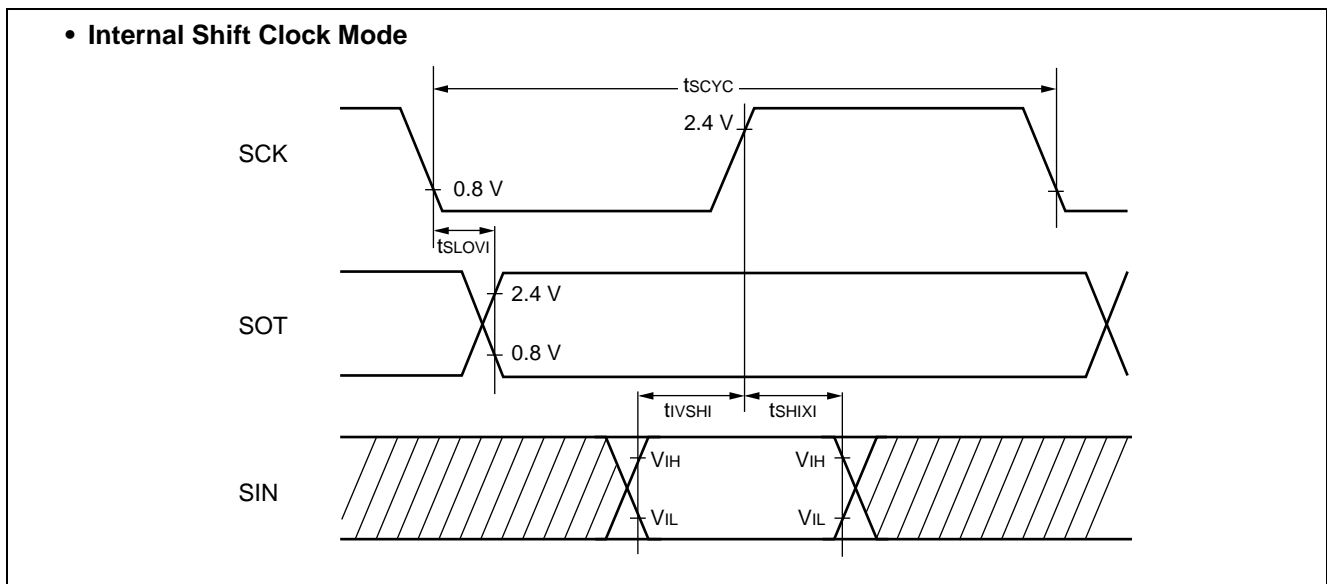 • Internal Shift Clock Mode
tSCYC
2.4 V
SCK
0.8 V
tSLOVI
2.4 V
SOT
0.8 V
tIVSHI tSHIXI
VIH VIH
SIN
VIL VIL